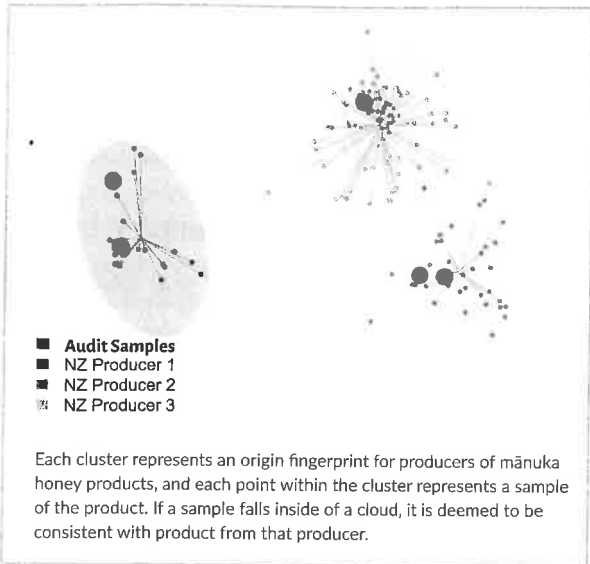 Audit Samples
NZ Producer 1
NZ Producer 2
NZ Producer 3
Each cluster represents an origin fingerprint for producers of mānuka
honey products, and each point within the cluster represents a sample
of the product. If a sample falls inside of a cloud, it is deemed to be
consistent with product from that producer.